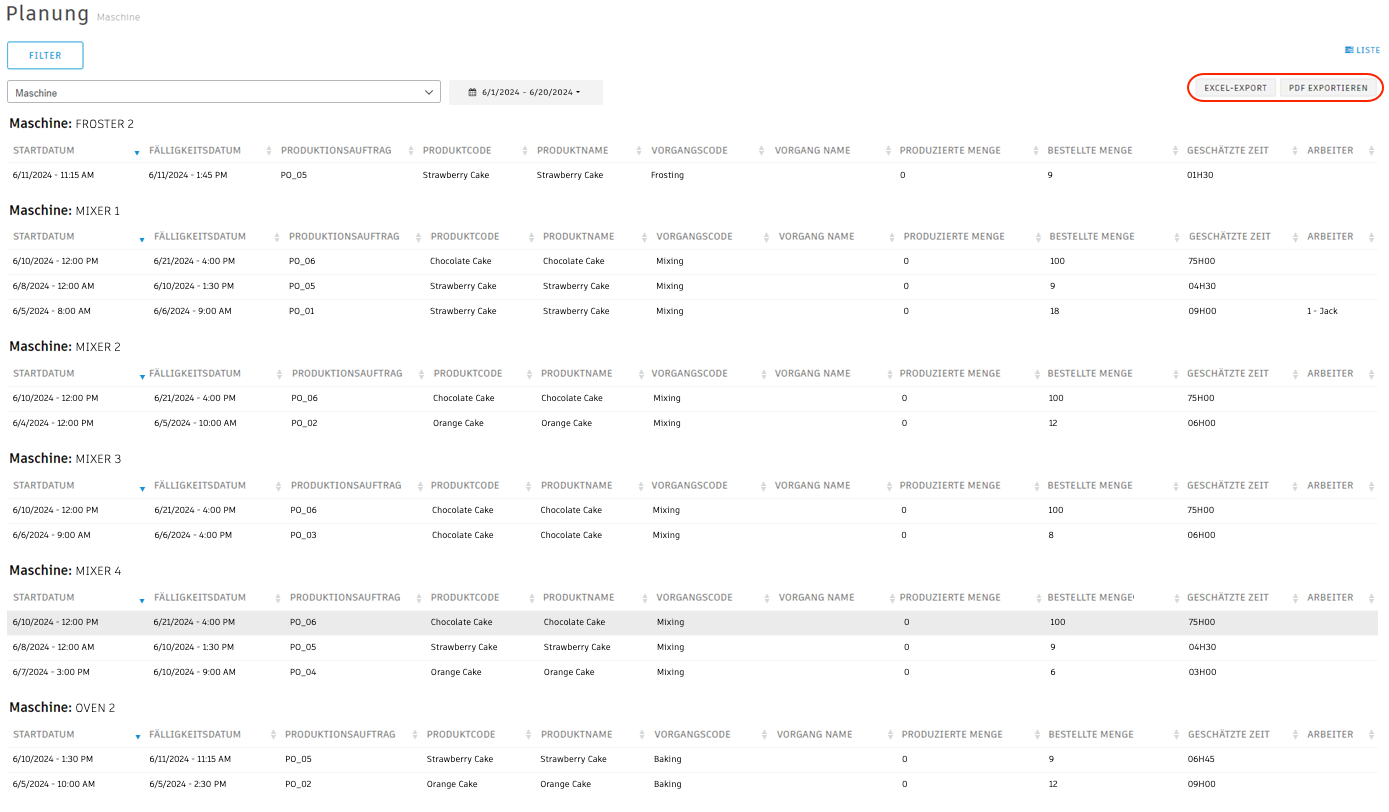 Planung Maschine
FILTER
LISTE
Maschine
6/1/2024 - 6/20/2024
EXCEL-EXPORT PDF EXPORTIEREN
Maschine: FROSTER 2
STARTDATUM FÄLLIGKEITSDATUM PRODUKTIONSAUFTRAG PRODUKTCODE PRODUKTNAME VORGANGSCODE VORGANG NAME PRODUZIERTE MENGE BESTELLTE MENGE GESCHÄTZTE ZEIT ARBEITER
6/11/2024 - 11:15 AM 6/11/2024 - 1:45 PM PO_05 Strawberry Cake Strawberry Cake Frosting 0 9 01H30
Maschine: MIXER 1
STARTDATUM FÄLLIGKEITSDATUM PRODUKTIONSAUFTRAG PRODUKTCODE PRODUKTNAME VORGANGSCODE VORGANG NAME PRODUZIERTE MENGE BESTELLTE MENGE GESCHÄTZTE ZEIT ARBEITER
6/10/2024 - 12:00 PM 6/21/2024 - 4:00 PM PO_06 Chocolate Cake Chocolate Cake Mixing 0 100 75H00
6/8/2024 - 12:00 AM 6/10/2024 - 1:30 PM PO_05 Strawberry Cake Strawberry Cake Mixing 0 9 04H30
6/5/2024 - 8:00 AM 6/6/2024 - 9:00 AM PO_01 Strawberry Cake Strawberry Cake Mixing 0 18 09H00 1 - Jack
Maschine: MIXER 2
STARTDATUM FÄLLIGKEITSDATUM PRODUKTIONSAUFTRAG PRODUKTCODE PRODUKTNAME VORGANGSCODE VORGANG NAME PRODUZIERTE MENGE BESTELLTE MENGE GESCHÄTZTE ZEIT ARBEITER
6/10/2024 - 12:00 PM 6/21/2024 - 4:00 PM PO_06 Chocolate Cake Chocolate Cake Mixing 0 100 75H00
6/4/2024 - 12:00 PM 6/5/2024 - 10:00 AM PO_02 Orange Cake Orange Cake Mixing 0 12 06H00
Maschine: MIXER 3
STARTDATUM FÄLLIGKEITSDATUM PRODUKTIONSAUFTRAG PRODUKTCODE PRODUKTNAME VORGANGSCODE VORGANG NAME PRODUZIERTE MENGE BESTELLTE MENGE GESCHÄTZTE ZEIT ARBEITER
6/10/2024 - 12:00 PM 6/21/2024 - 4:00 PM PO_06 Chocolate Cake Chocolate Cake Mixing 0 100 75H00
6/6/2024 - 9:00 AM 6/6/2024 - 4:00 PM PO_03 Chocolate Cake Chocolate Cake Mixing 0 8 06H00
Maschine: MIXER 4
STARTDATUM FÄLLIGKEITSDATUM PRODUKTIONSAUFTRAG PRODUKTCODE PRODUKTNAME VORGANGSCODE VORGANG NAME PRODUZIERTE MENGE BESTELLTE MENGE GESCHÄTZTE ZEIT ARBEITER
6/10/2024 - 12:00 PM 6/21/2024 - 4:00 PM PO_06 Chocolate Cake Chocolate Cake Mixing 0 100 75H00
6/8/2024 - 12:00 AM 6/10/2024 - 1:30 PM PO_05 Strawberry Cake Strawberry Cake Mixing 0 9 04H30
6/7/2024 - 3:00 PM 6/10/2024 - 9:00 AM PO_04 Orange Cake Orange Cake Mixing 0 6 03H00
Maschine: OVEN 2
STARTDATUM FÄLLIGKEITSDATUM PRODUKTIONSAUFTRAG PRODUKTCODE PRODUKTNAME VORGANGSCODE VORGANG NAME PRODUZIERTE MENGE BESTELLTE MENGE GESCHÄTZTE ZEIT ARBEITER
6/10/2024 - 1:30 PM 6/11/2024 - 11:15 AM PO_05 Strawberry Cake Strawberry Cake Baking 0 9 06H45
6/5/2024 - 10:00 AM 6/5/2024 - 2:30 PM PO_02 Orange Cake Orange Cake Baking 0 12 09H00